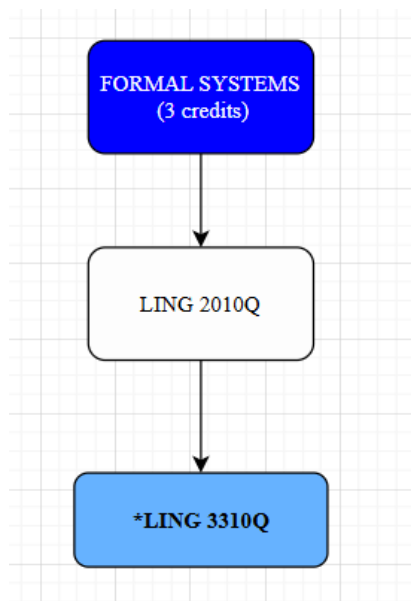 FORMAL SYSTEMS
(3 credits)
LING 2010Q
*LING 3310Q